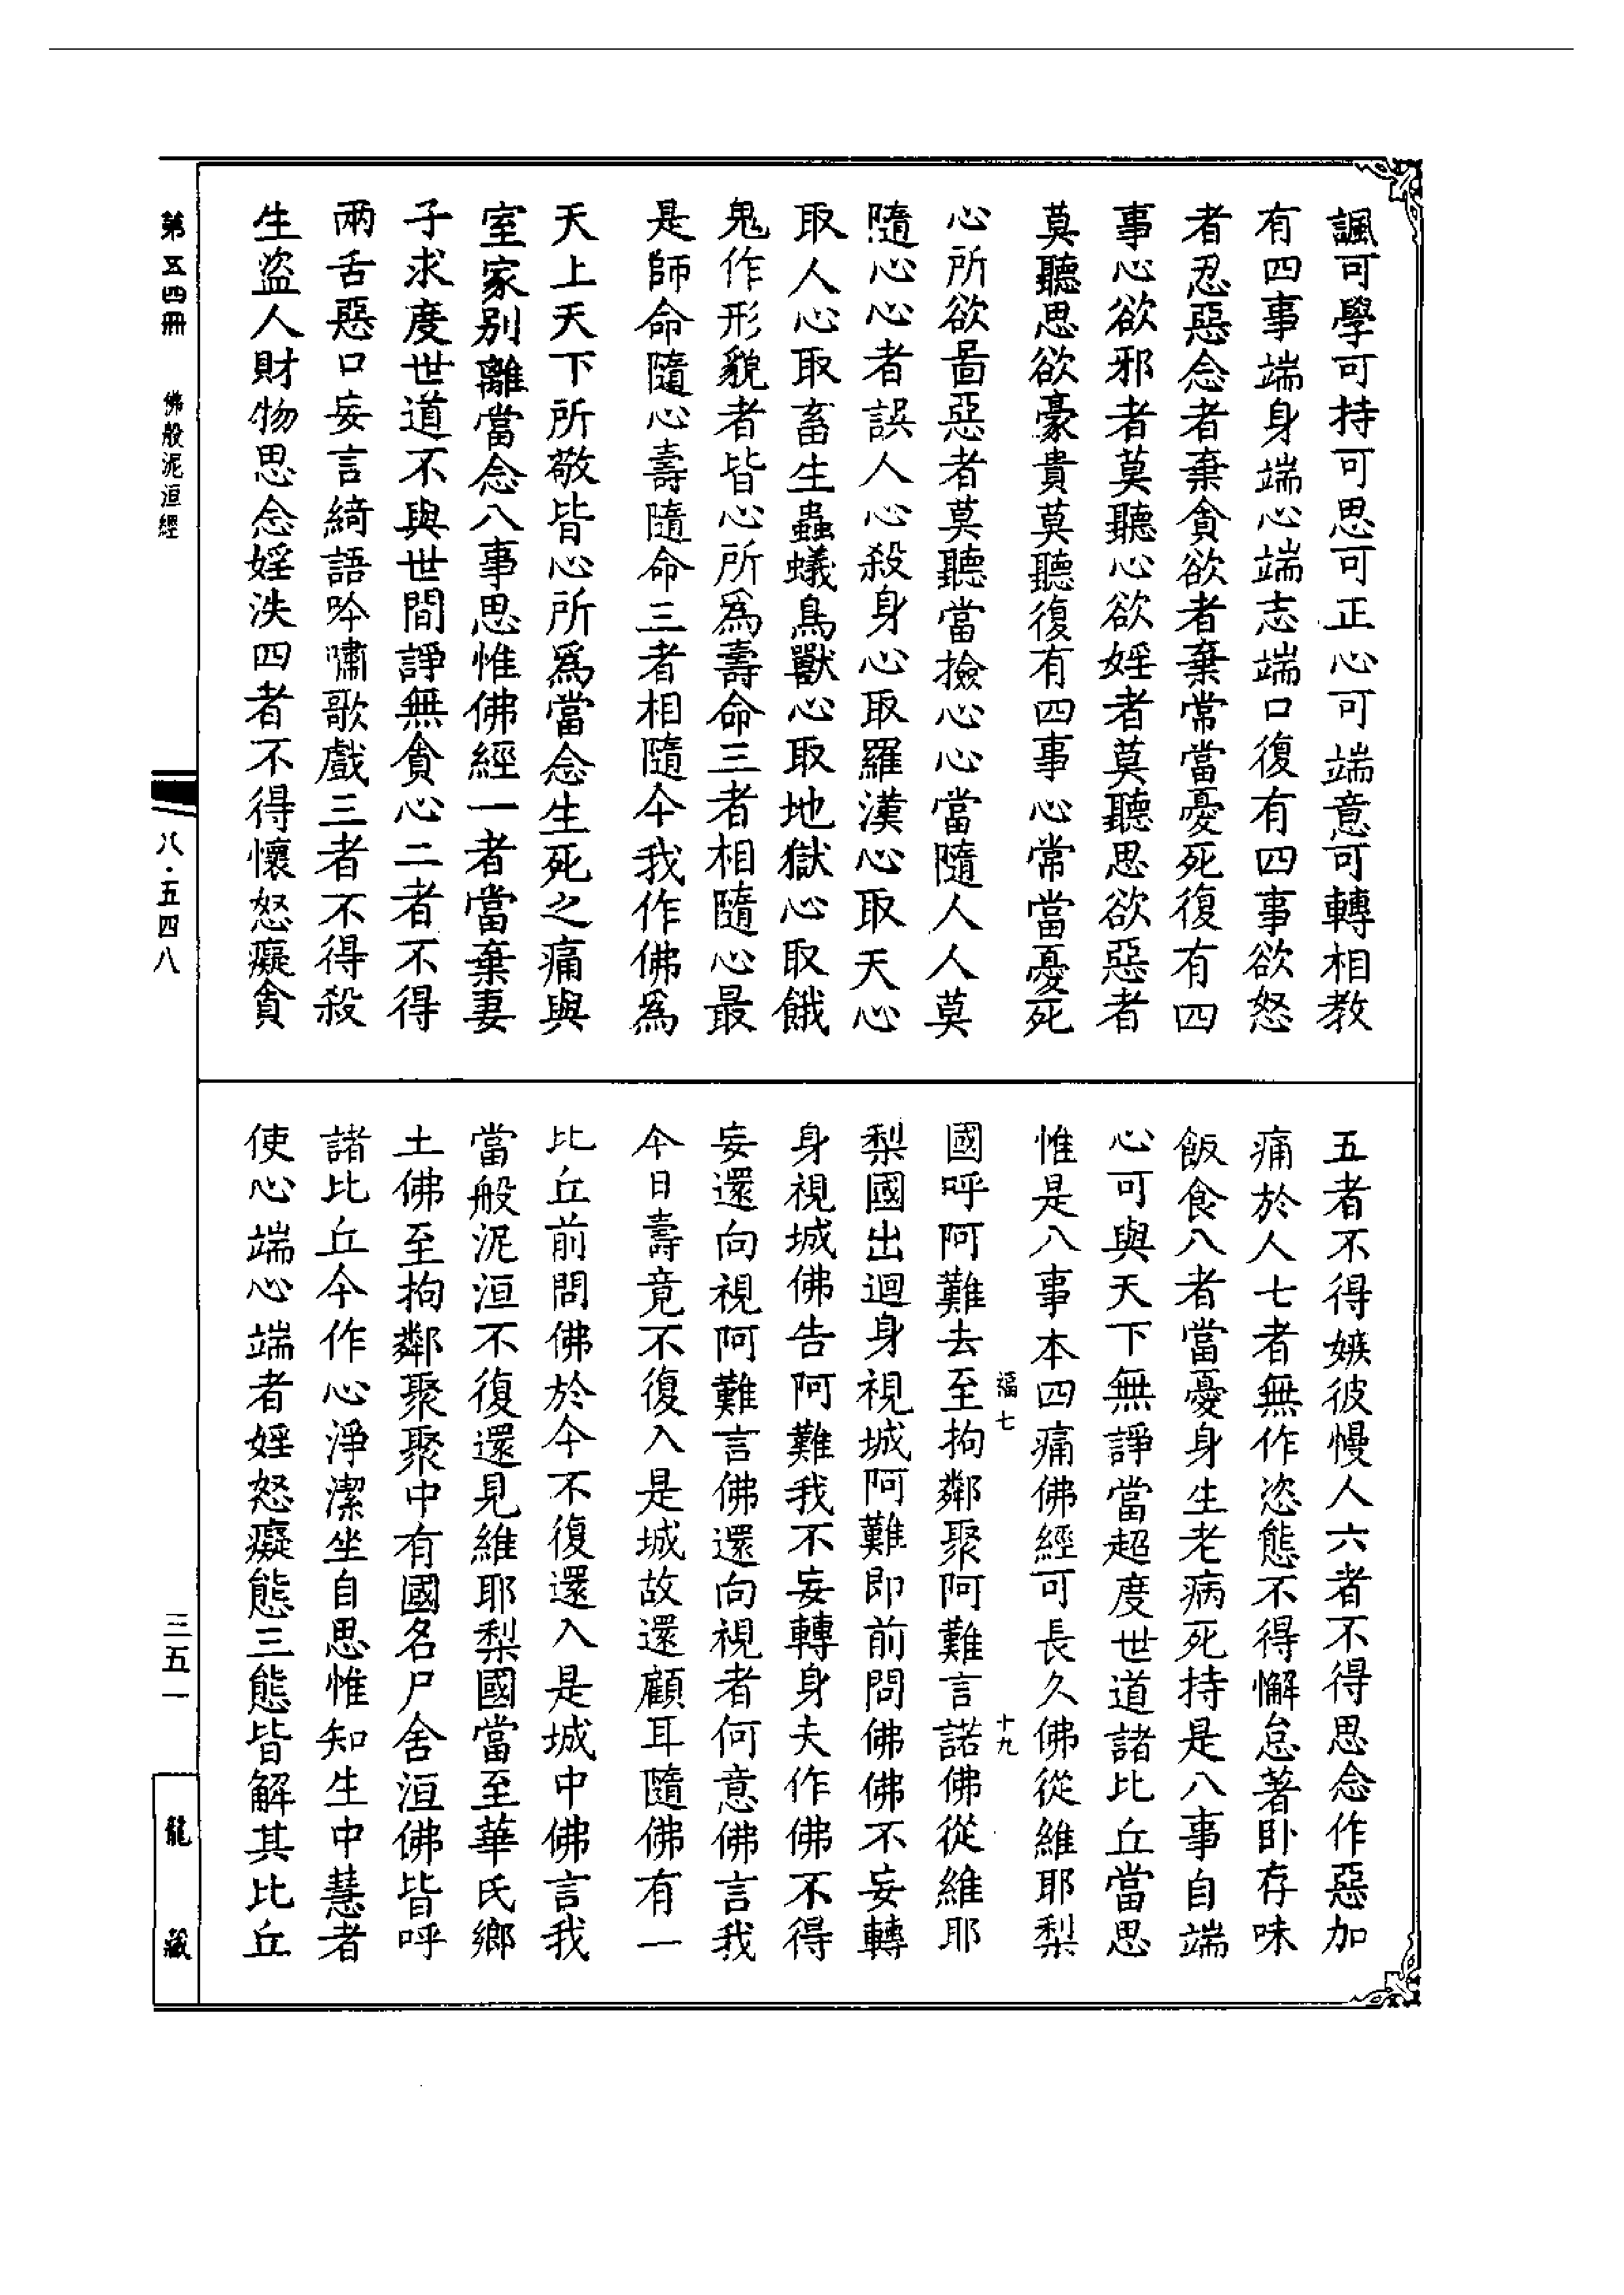 諷可學可持可思可正心可端意可轉相教
有四事端身端心端志端口復有四事欲怒
者忍惡念者棄貪欲者棄常當憂死復有四
事心欲邪者莫聽心欲婬者莫聽思欲惡者
莫聽思欲豪貴莫聽復有四事心常當憂死
心所欲啚惡者莫聽當撿心心當隨人人莫
隨心心者誤人心殺身心取羅漢心取天心
取人心取畜生蟲蟻鳥獸心取地獄心取餓
鬼作形貌者皆心所為壽命三者相隨心最
是師命隨心壽隨命三者相隨今我作佛為
天上天下所敬皆心所為當念生死之痛與
室家別離當念八事思惟佛經一者當棄妻
子求度世道不與世間諍無貪心二者不得
兩舌惡口妄言綺語吟嘯歌戲三者不得殺
生盜人財物思念婬泆四者不得懷怒癡貪
五者不得嫉彼慢人六者不得思念作惡加
痛於人七者無作恣態不得懈怠著臥存味
飯食八者當憂身生老病死持是八事自端
心可與天下無諍當超度世道諸比丘當思
惟是八事本四痛佛經可長久佛從維耶梨
福七 十九
國呼阿難去至拘鄰聚阿難言諾佛從維耶
梨國出迴身視城阿難即前問佛佛不妄轉
身視城佛告阿難我不妄轉身夫作佛不得
妄還向視阿難言佛還向視者何意佛言我
今日壽竟不復入是城故還顧耳隨佛有一
比丘前問佛於今不復還入是城中佛言我
當般泥洹不復還見維耶梨國當至華氏鄉
土佛至拘鄰聚聚中有國名尸舍洹佛皆呼
諸比丘今作心淨潔坐自思惟知生中慧者
使心端心端者婬怒癡態三態皆解其比丘
第五四冊 佛般泥洹經
八·五四八
三五一
龍藏